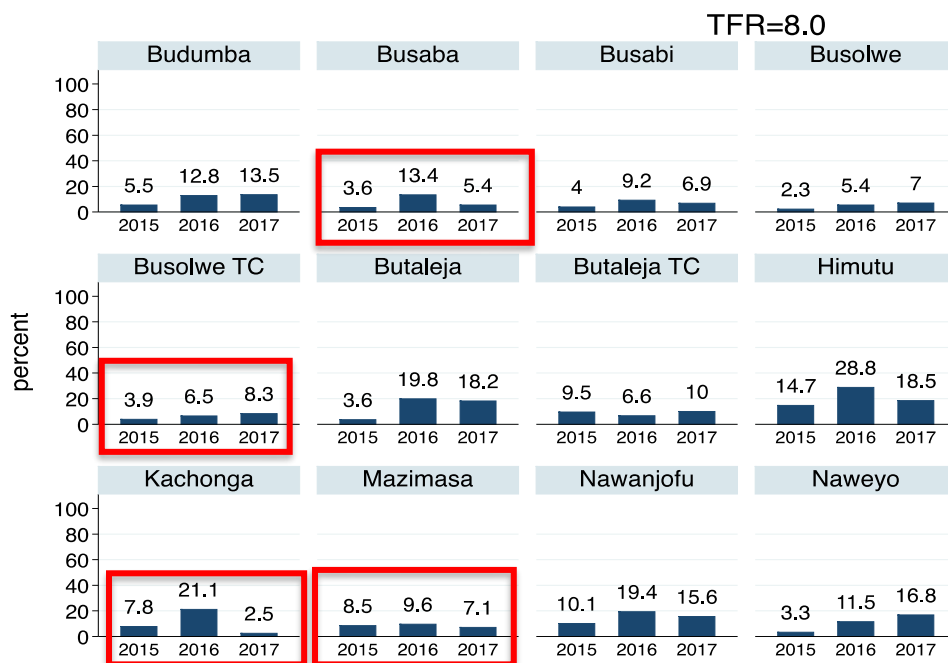 TFR=8.0
Budumba Busaba Busabi Busolwe
100
80
60
40
20
0
5.5 12.8 13.5 3.6 13.4 5.4 4 9.2 6.9 2.3 5.4 7
2015 2016 2017 2015 2016 2017 2015 2016 2017 2015 2016 2017
Busolwe TC Butaleja Butaleja TC Himutu
percent
100
80
60
40
20
0
3.9 6.5 8.3 3.6 19.8 18.2 9.5 6.6 10 14.7 28.8 18.5
2015 2016 2017 2015 2016 2017 2015 2016 2017 2015 2016 2017
Kachonga Mazimasa Nawanjofu Naweyo
100
80
60
40
20
0
7.8 21.1 2.5 8.5 9.6 7.1 10.1 19.4 15.6 3.3 11.5 16.8
2015 2016 2017 2015 2016 2017 2015 2016 2017 2015 2016 2017